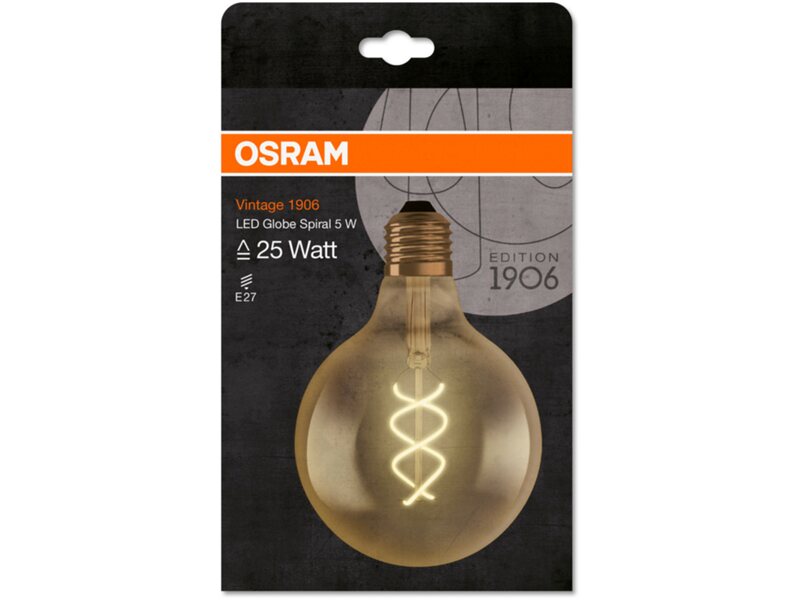 OSRAM
Vintage 1906
LED Globe Spiral 5 W
≙ 25 Watt
E27
EDITION
1906